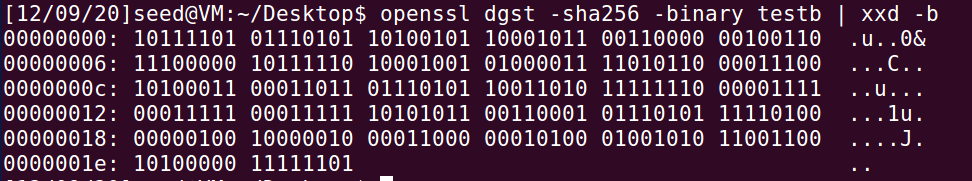 [12/09/20]seed@VM:~/Desktop$ openssl dgst -sha256 -binary testb | xxd -b
00000000: 10111101 01110101 10100101 10001011 00110000 00100110  .u..0&
00000006: 11100000 10111110 10001001 01000011 11010110 00011100  ...C..
0000000c: 10100011 00011011 01110101 10011010 11111110 00001111  ..u...
00000012: 00011111 00011111 10101011 00110001 01110101 11110100  ...1u.
00000018: 00000100 10000010 00011000 00010100 01001010 11001100  ....J.
0000001e: 10100000 11111101                                      ..